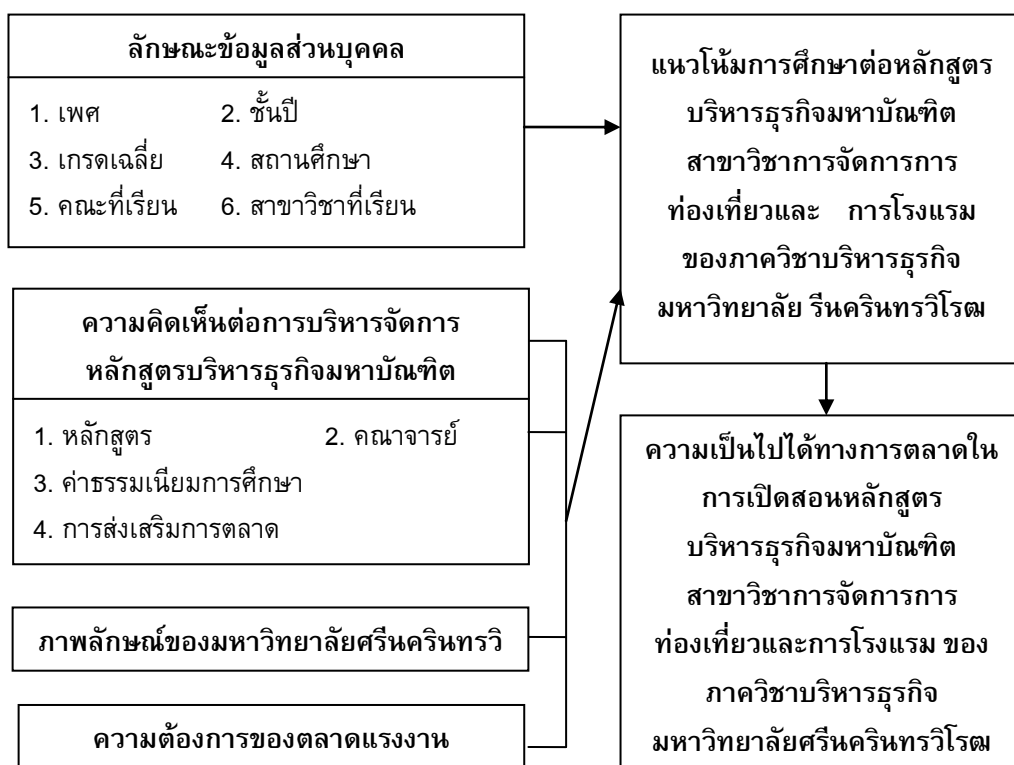 ลักษณะข้อมูลส่วนบุคคล
1. เพศ 2. ชั้นปี
3. เกรดเฉลี่ย 4. สถานศึกษา
5. คณะที่เรียน 6. สาขาวิชาที่เรียน
ความคิดเห็นต่อการบริหารจัดการ
หลักสูตรบริหารธุรกิจมหาบัณฑิต
1. หลักสูตร 2. คณาจารย์
3. ค่าธรรมเนียมการศึกษา
4. การส่งเสริมการตลาด
ภาพลักษณ์ของมหาวิทยาลัยศรีนครินทรวิ
ความต้องการของตลาดแรงงาน
แนวโน้มการศึกษาต่อหลักสูตร
บริหารธุรกิจมหาบัณฑิต
สาขาวิชาการจัดการการ
ท่องเที่ยวและ การโรงแรม
ของภาควิชาบริหารธุรกิจ
มหาวิทยาลัย รีนครินทรวิโรฒ
ความเป็นไปได้ทางการตลาดใน
การเปิดสอนหลักสูตร
บริหารธุรกิจมหาบัณฑิต
สาขาวิชาการจัดการการ
ท่องเที่ยวและการโรงแรม ของ
ภาควิชาบริหารธุรกิจ
มหาวิทยาลัยศรีนครินทรวิโรฒ